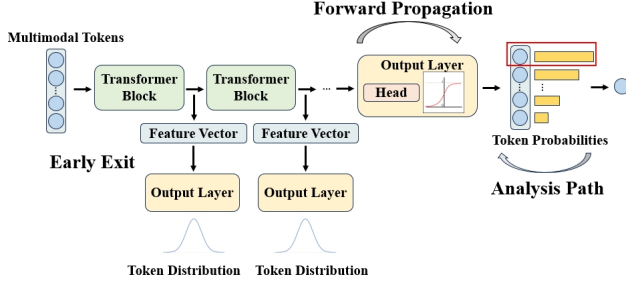 Forward Propagation
Multimodal Tokens
Transformer
Block
Transformer
Block
...
Output Layer
Head
Feature Vector
Feature Vector
Token Probabilities
Early Exit
Analysis Path
Output Layer
Output Layer
Token Distribution
Token Distribution